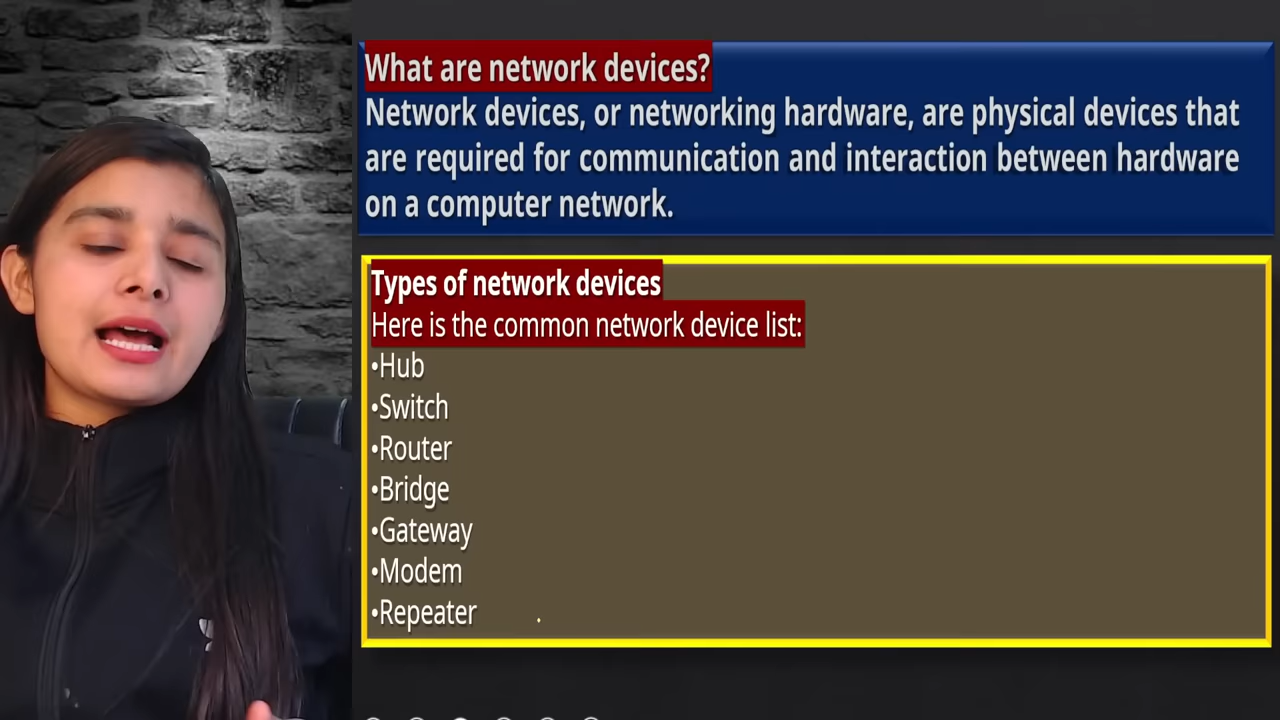 What are network devices?
Network devices, or networking hardware, are physical devices that
are required for communication and interaction between hardware
on a computer network.
Types of network devices
Here is the common network device list:
•Hub
•Switch
•Router
•Bridge
•Gateway
•Modem
•Repeater